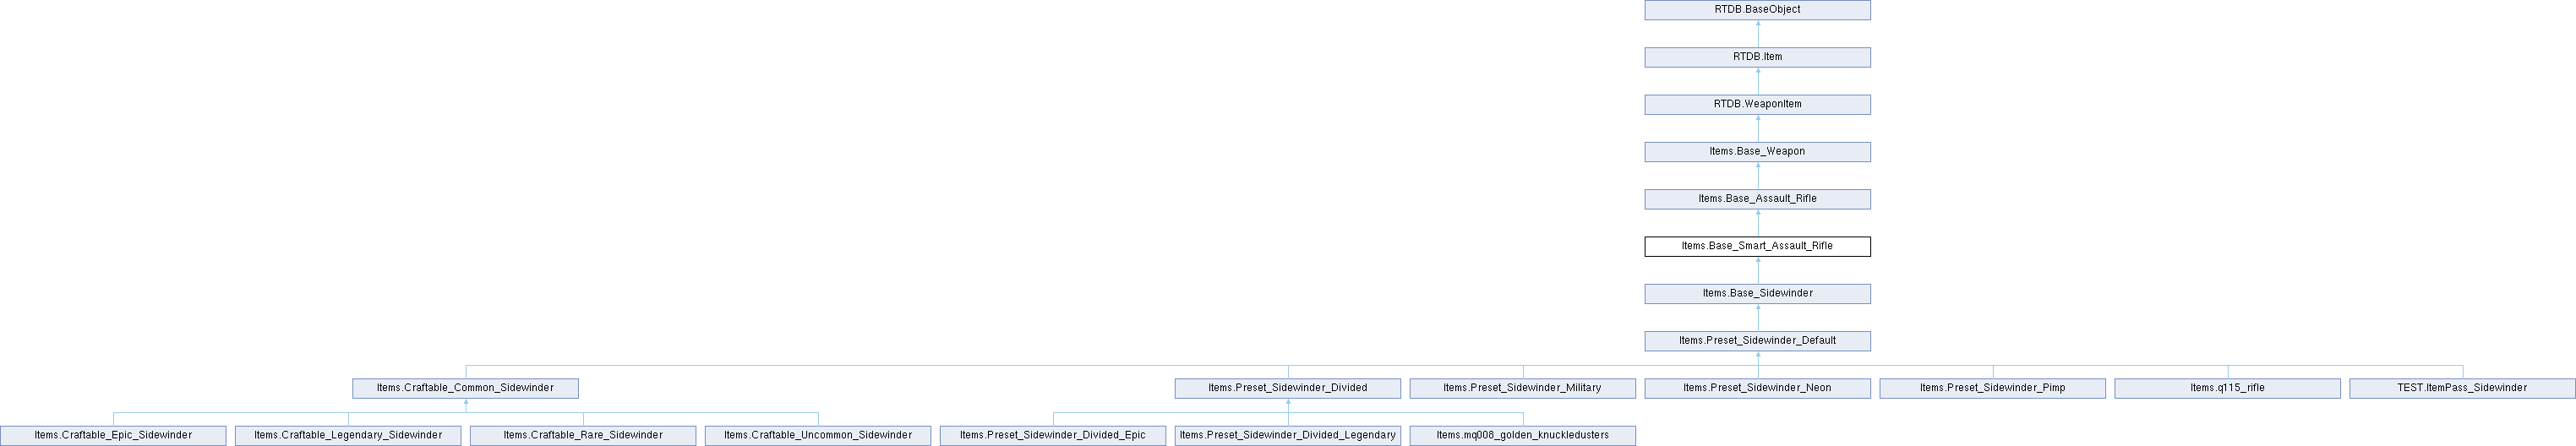 RTDB.BaseObject
RTDB.Item
RTDB.WeaponItem
Items.Base_Weapon
Items.Base_Assault_Rifle
Items.Base_Smart_Assault_Rifle
Items.Base_Sidewinder
Items.Preset_Sidewinder_Default
Items.Craftable_Common_Sidewinder
Items.Preset_Sidewinder_Divided
Items.Preset_Sidewinder_Military
Items.Preset_Sidewinder_Neon
Items.Preset_Sidewinder_Pimp
Items.q115_rifle
TEST.ItemPass_Sidewinder
Items.Craftable_Epic_Sidewinder
Items.Craftable_Legendary_Sidewinder
Items.Craftable_Rare_Sidewinder
Items.Craftable_Uncommon_Sidewinder
Items.Preset_Sidewinder_Divided_Epic
Items.Preset_Sidewinder_Divided_Legendary
Items.mq008_golden_knuckledusters